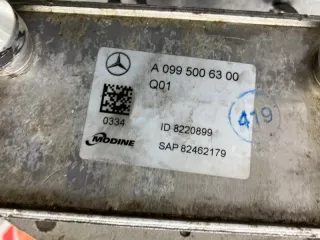 A 099 500 63 00
Q01
0334
419
ID 8220899
MODINE
SAP 82462179